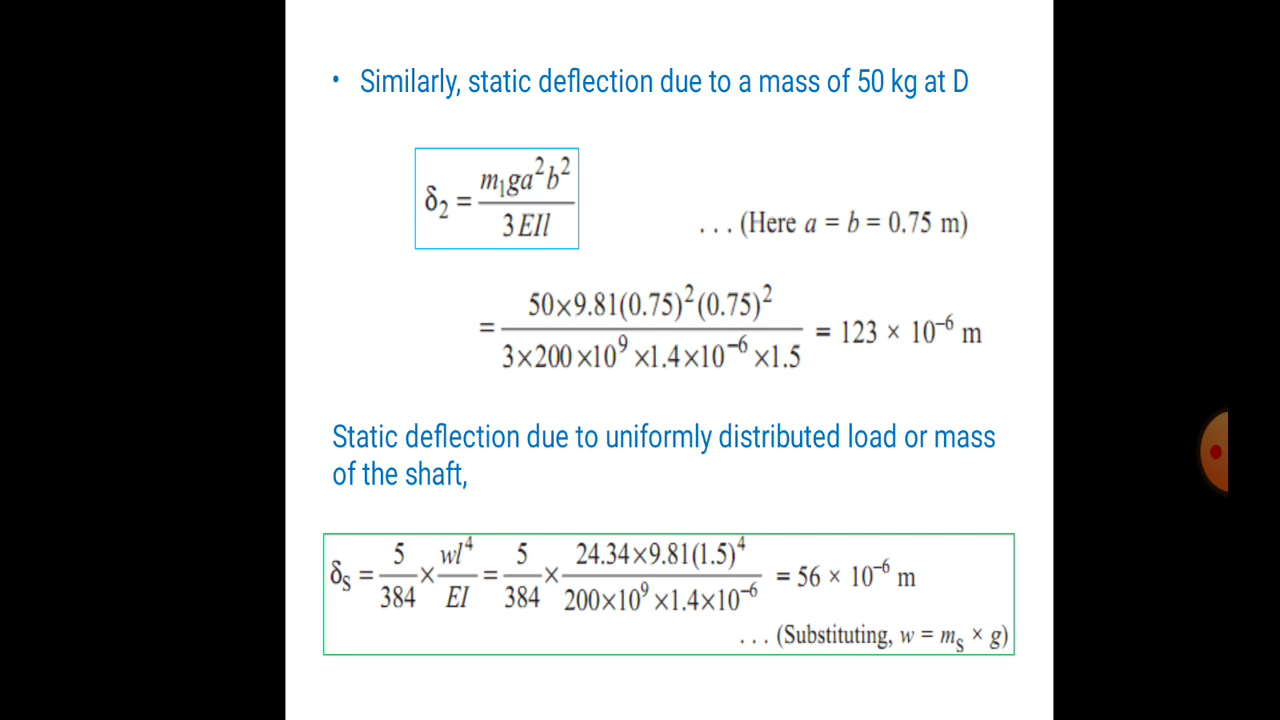 • Similarly, static deflection due to a mass of 50 kg at D
δ₂ = m₁ga²b² / 3EIl
. . . (Here a = b = 0.75 m)
= 50×9.81(0.75)²(0.75)² / 3×200×10⁹×1.4×10⁻⁶×1.5 = 123 × 10⁻⁶ m
Static deflection due to uniformly distributed load or mass
of the shaft,
δS = 5/384 × wl⁴/EI = 5/384 × 24.34×9.81(1.5)⁴ / 200×10⁹×1.4×10⁻⁶ = 56 × 10⁻⁶ m
. . . (Substituting, w = mS × g)